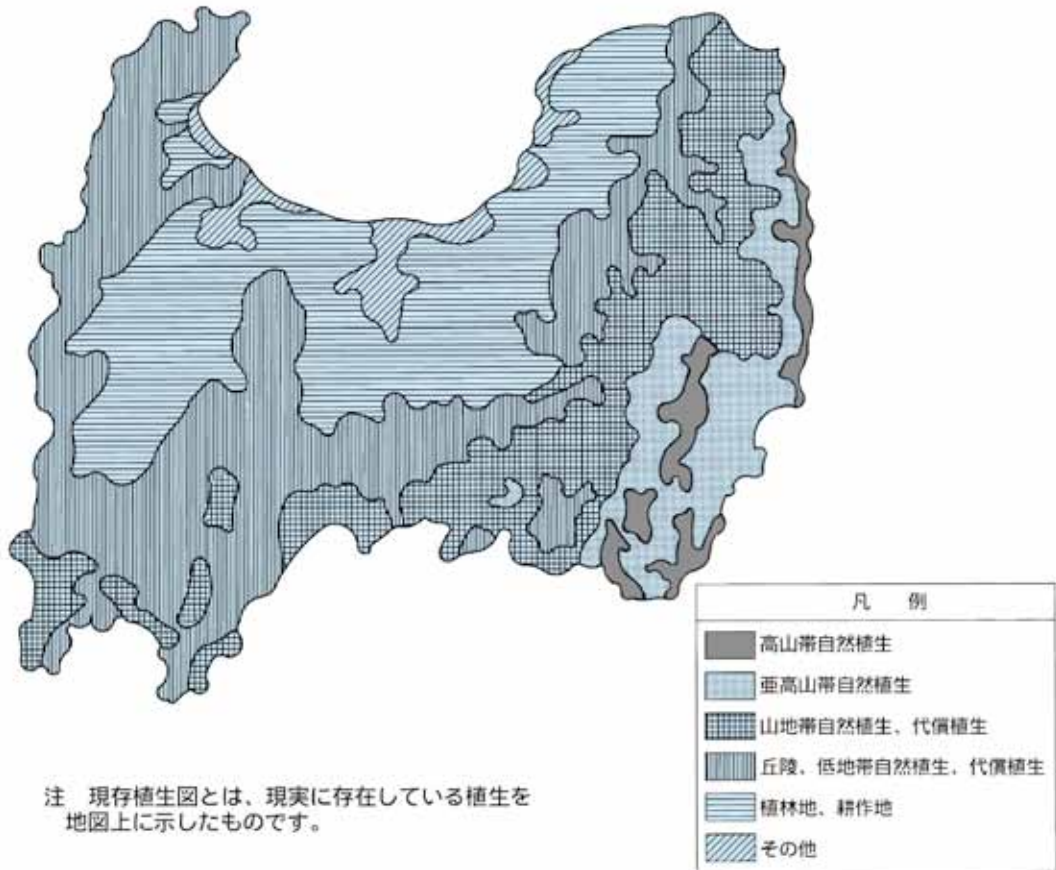 凡 例
高山帯自然植生
亜高山帯自然植生
山地帯自然植生、代償植生
丘陵、低地帯自然植生、代償植生
植林地、耕作地
その他
注 現存植生図とは、現実に存在している植生を
地図上に示したものです。